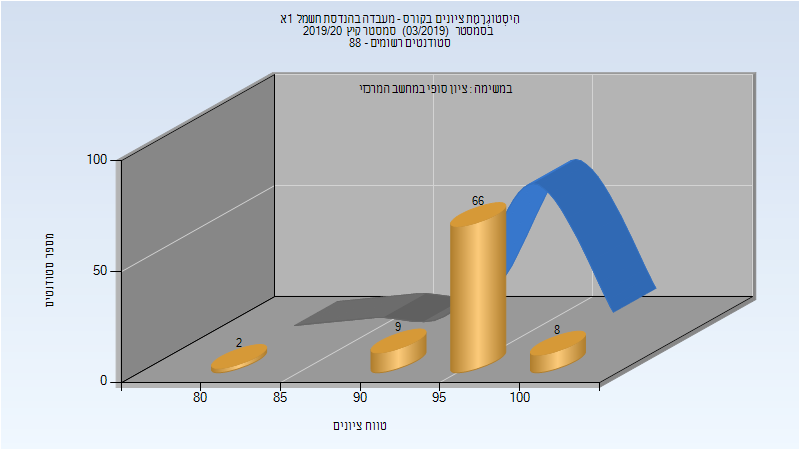 היסטוגרמת ציונים בקורס - מעבדה בהנדסת חשמל 1א
בסמסטר (03/2019) סמסטר קיץ 2019/20
סטודנטים רשומים - 88
במשימה : ציון סופי במחשב המרכזי
מספר סטודנטים
100
50
0
2
9
66
8
80
85
90
95
100
טווח ציונים